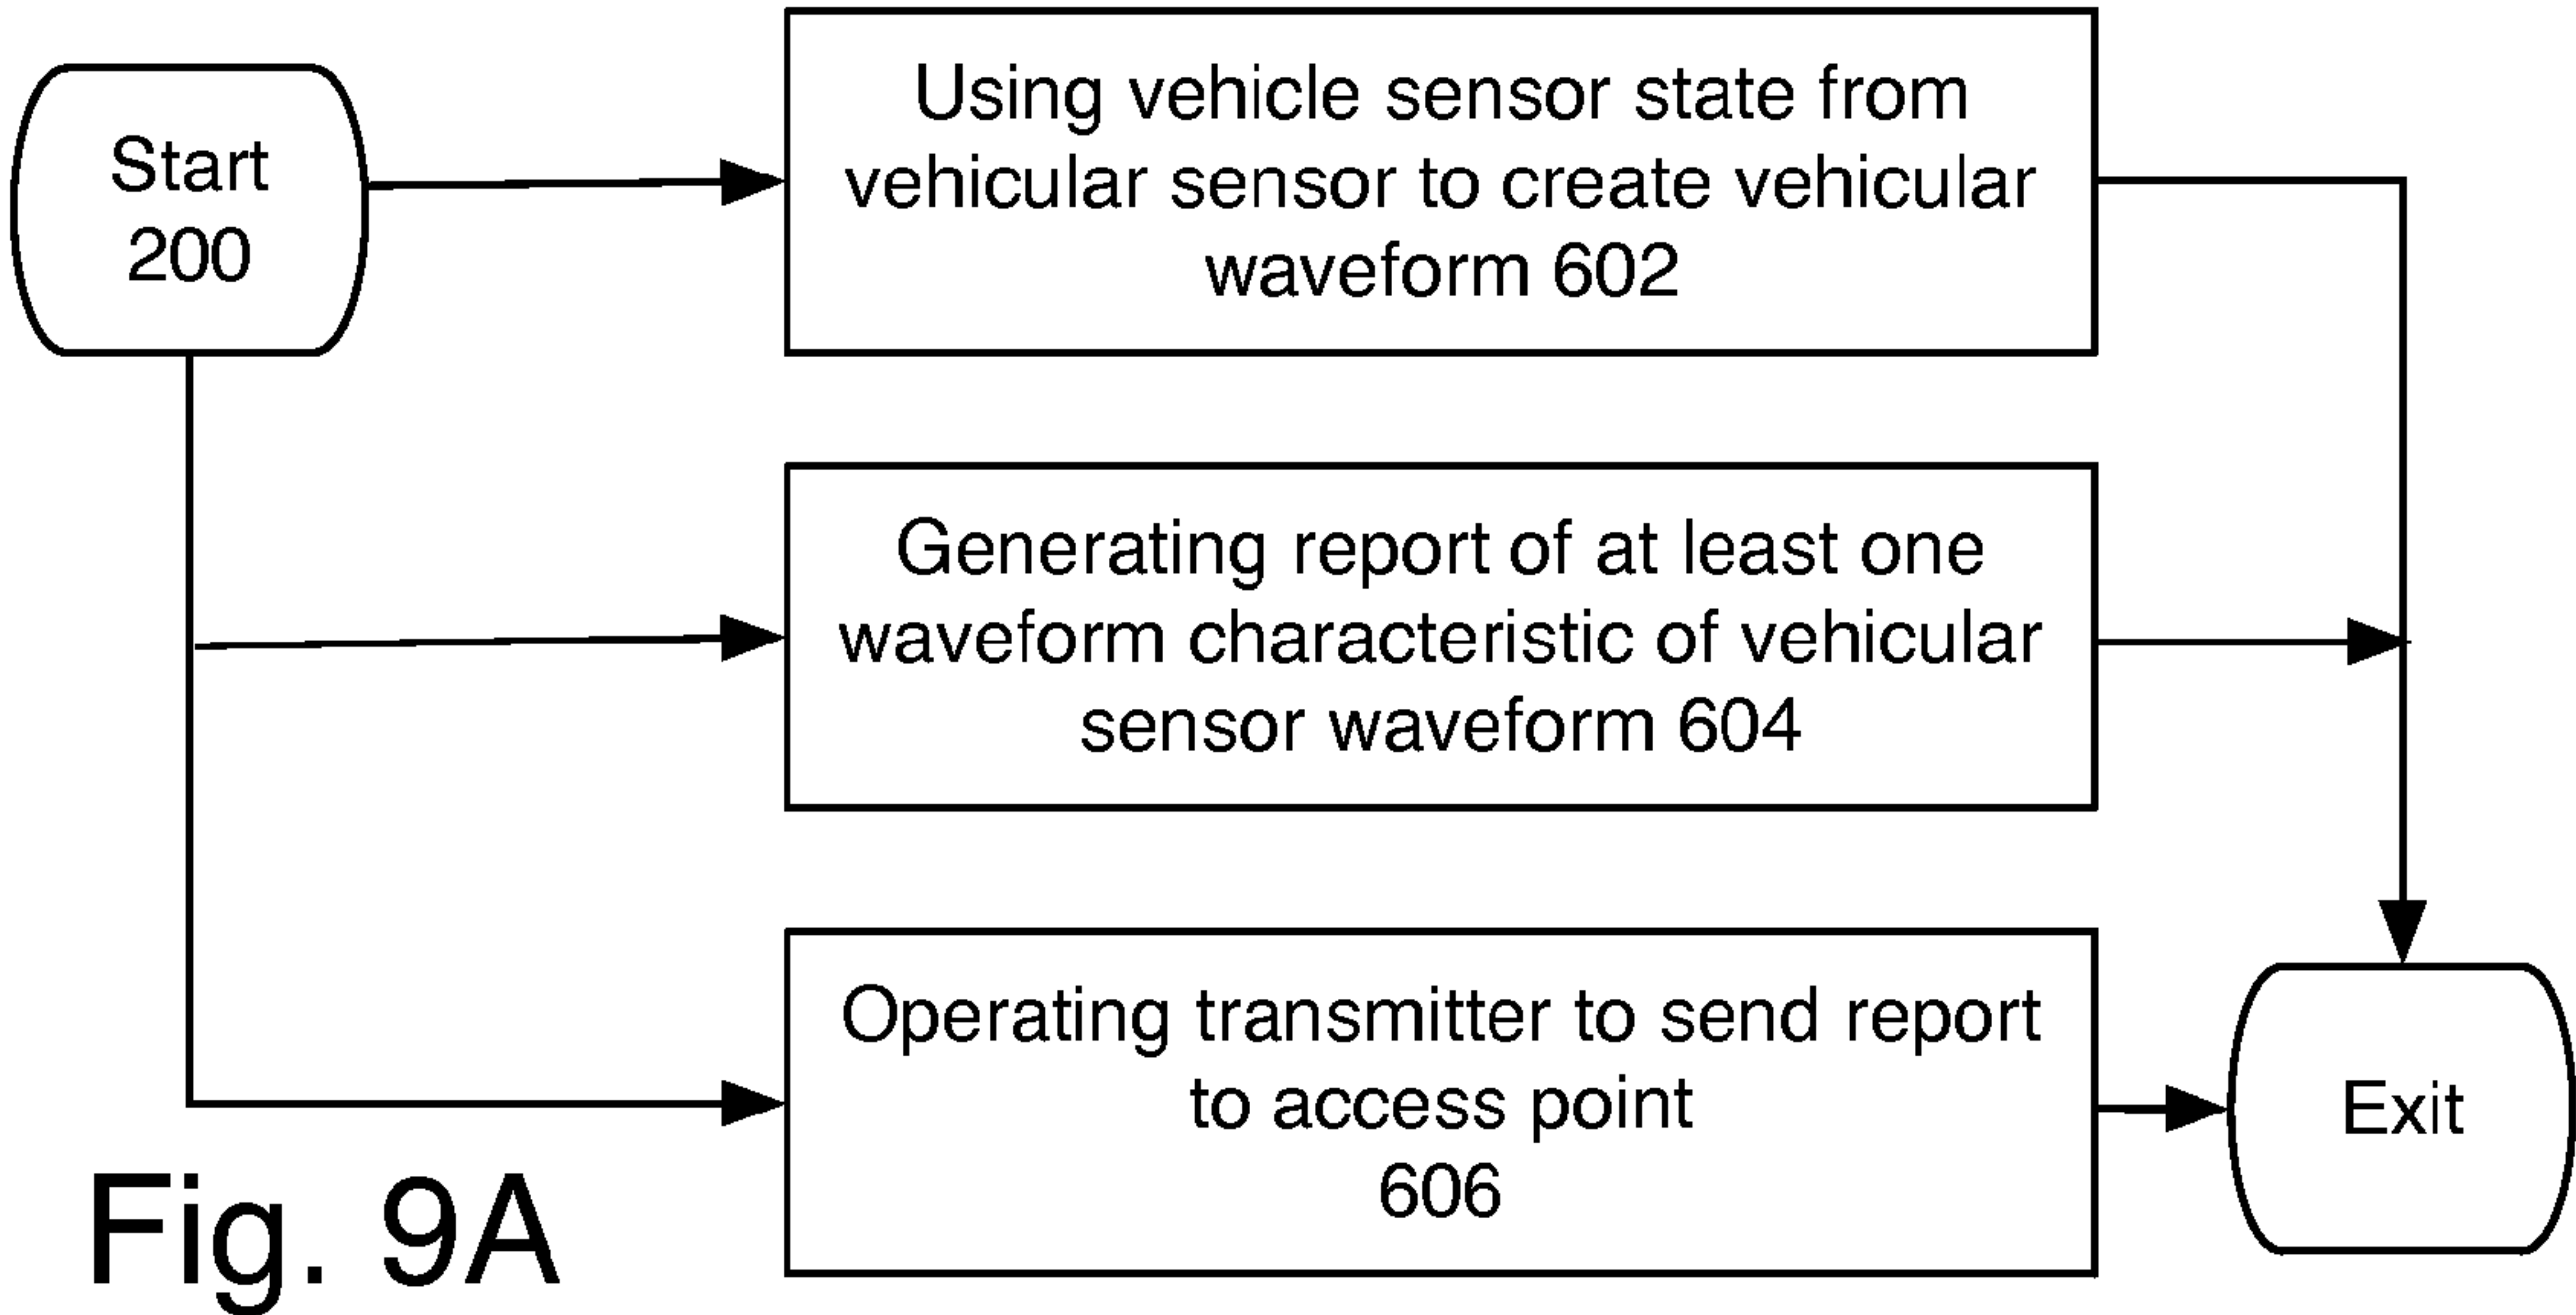 Start
200
Using vehicle sensor state from
vehicular sensor to create vehicular
waveform 602
Generating report of at least one
waveform characteristic of vehicular
sensor waveform 604
Operating transmitter to send report
to access point
606
Exit
Fig. 9A